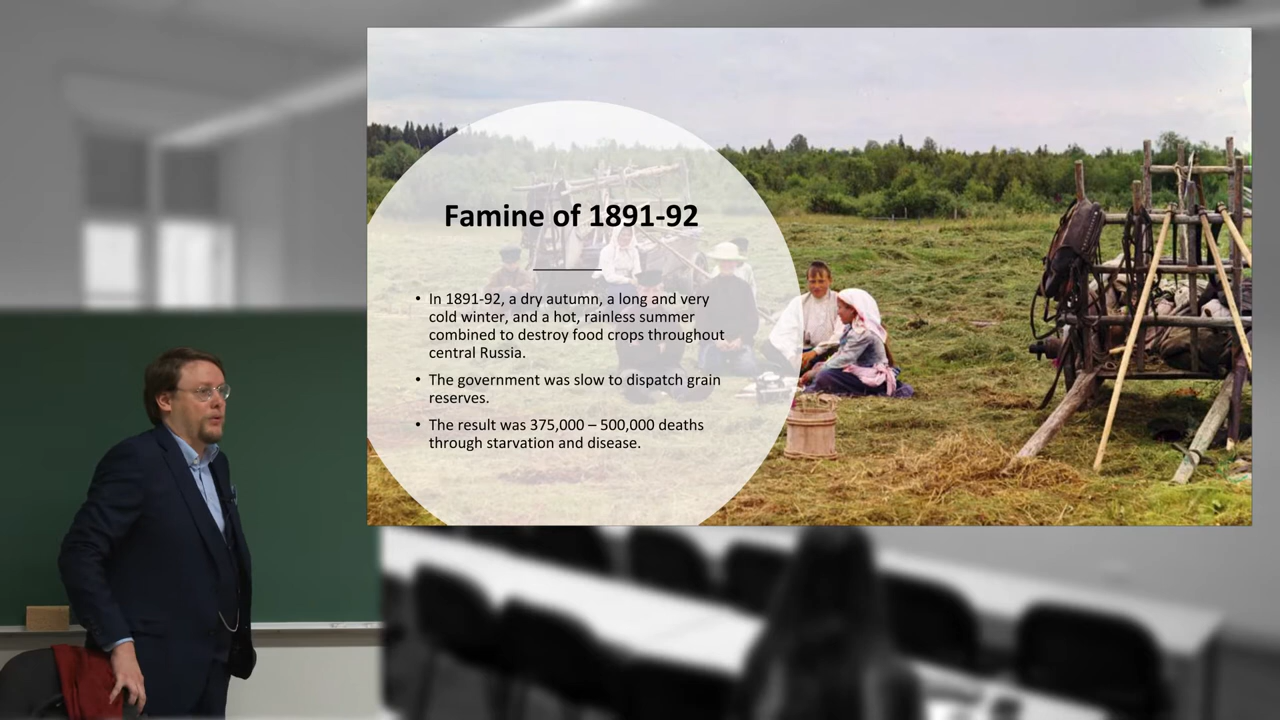 Famine of 1891-92
• In 1891-92, a dry autumn, a long and very
cold winter, and a hot, rainless summer
combined to destroy food crops throughout
central Russia.
• The government was slow to dispatch grain
reserves.
• The result was 375,000 – 500,000 deaths
through starvation and disease.